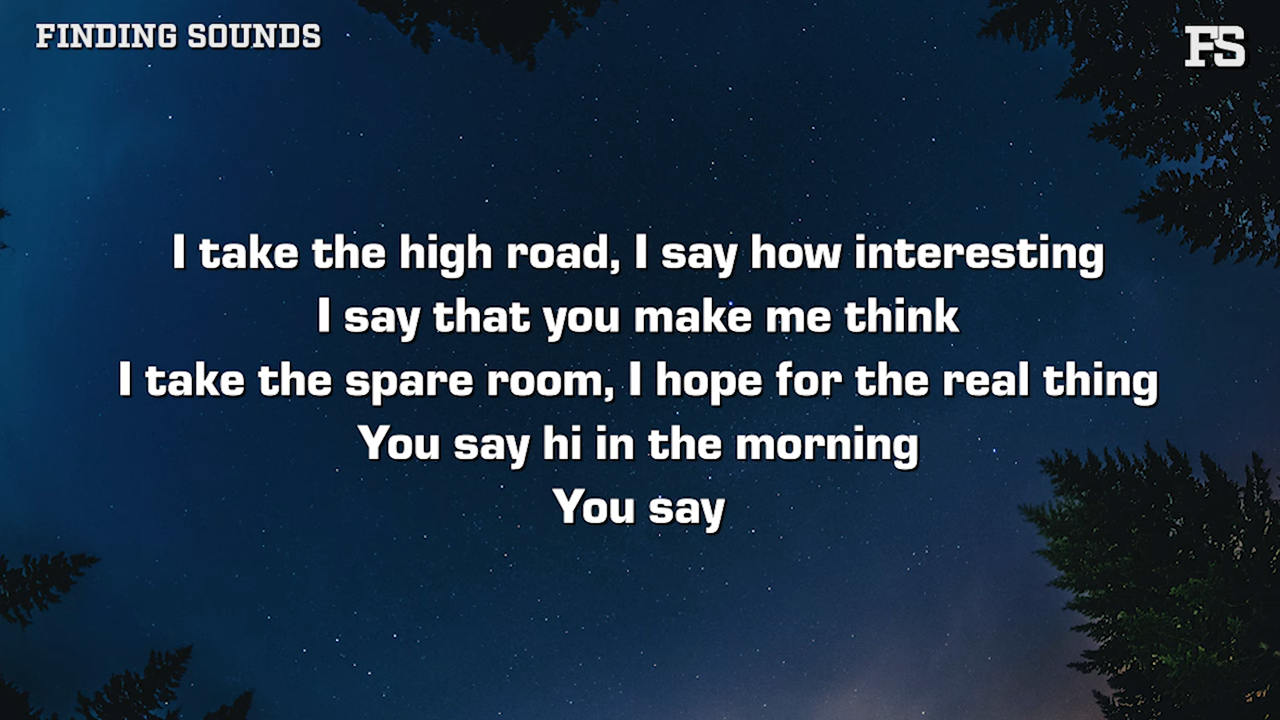 FINDING SOUNDS
FS
I take the high road, I say how interesting
I say that you make me think
I take the spare room, I hope for the real thing
You say hi in the morning
You say